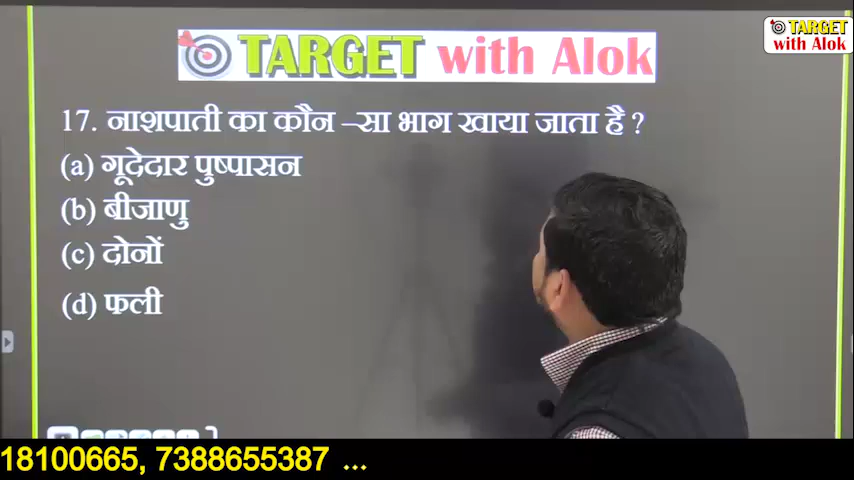 TARGET with Alok
TARGET
with Alok
17. नाशपाती का कौन –सा भाग खाया जाता है ?
(a) गूदेदार पुष्पासन
(b) बीजाणु
(c) दोनों
(d) फली
18100665, 7388655387 ...